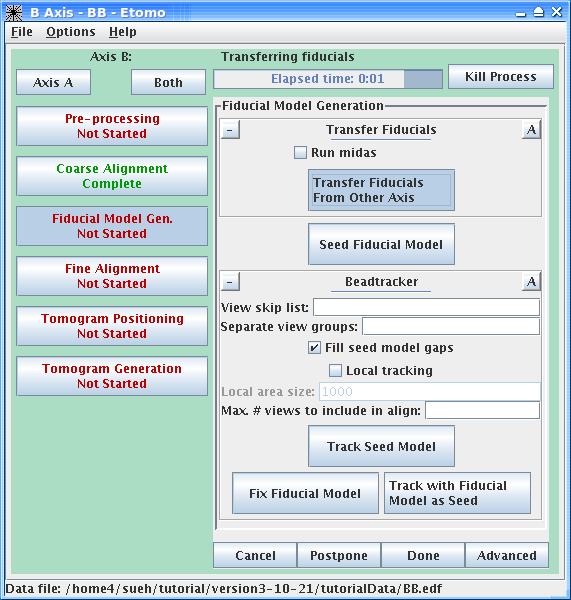 B Axis - BB - Etomo
File Options Help
Axis B:
Transferring fiducials
Axis A
Both
Elapsed time: 0:01
Kill Process
Pre-processing
Not Started
Coarse Alignment
Complete
Fiducial Model Gen.
Not Started
Fine Alignment
Not Started
Tomogram Positioning
Not Started
Tomogram Generation
Not Started
Fiducial Model Generation
- Transfer Fiducials A
Run midas
Transfer Fiducials
From Other Axis
Seed Fiducial Model
- Beadtracker A
View skip list:
Separate view groups:
Fill seed model gaps
Local tracking
Local area size: 1000
Max. # views to include in align:
Track Seed Model
Fix Fiducial Model
Track with Fiducial
Model as Seed
Cancel Postpone Done Advanced
Data file: /home4/sueh/tutorial/version3-10-21/tutorialData/BB.edf